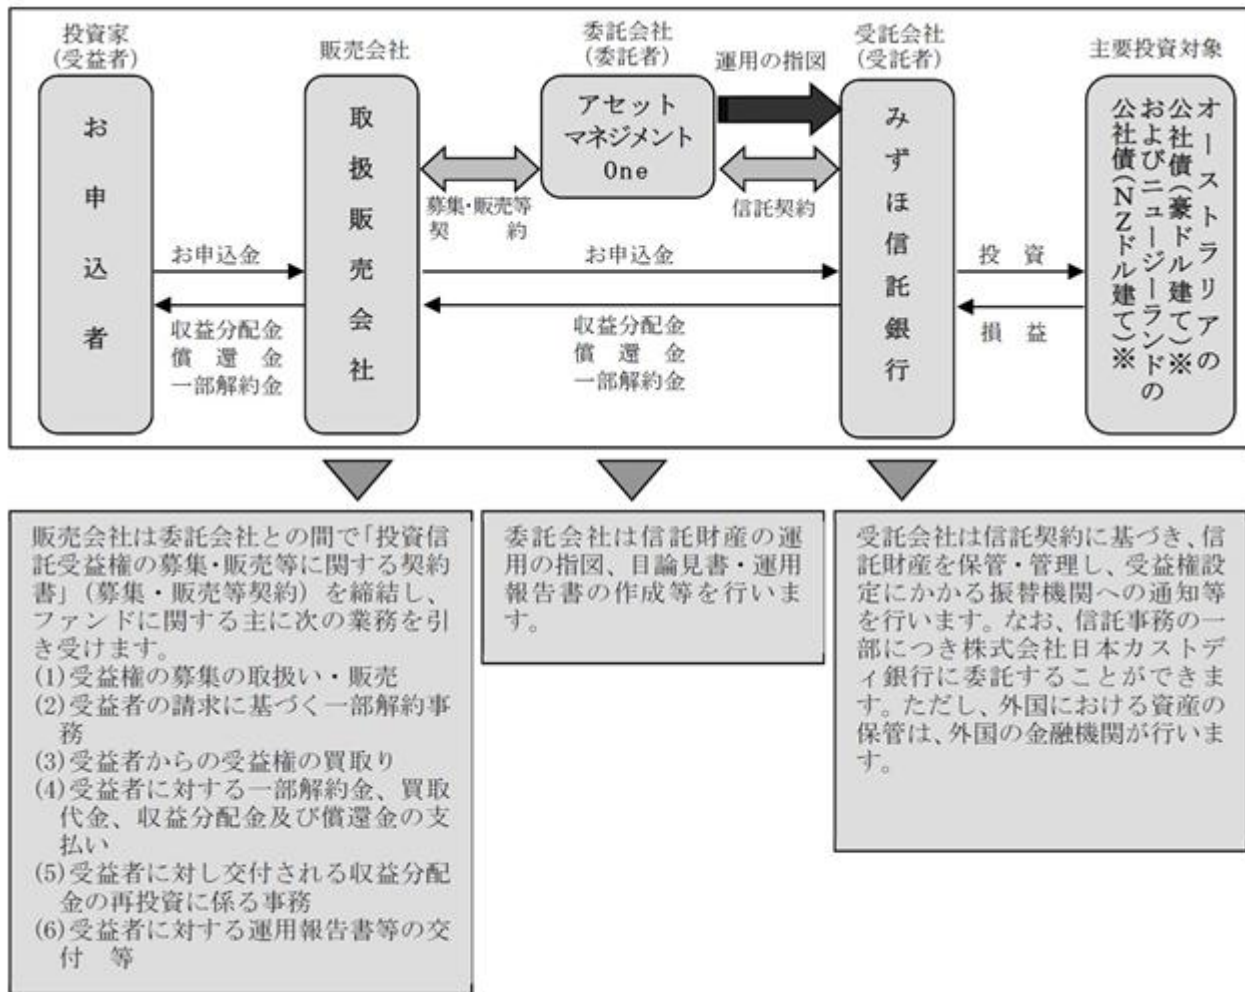 投資家
(受益者)
お申込者
販売会社
取扱販売会社
委託会社
(委託者)
アセット
マネジメント
One
運用の指図
受託会社
(受託者)
みずほ信託銀行
主要投資対象
オーストラリアの
公社債(豪ドル建て)※
およびニュージーランドの
公社債(NZドル建て)※
募集・販売等
契 約
信託契約
お申込金
収益分配金
償 還 金
一部解約金
お申込金
収益分配金
償 還 金
一部解約金
投 資
損 益
販売会社は委託会社との間で「投資信
託受益権の募集・販売等に関する契約
書」(募集・販売等契約)を締結し、
ファンドに関する主に次の業務を引
き受けます。
(1)受益権の募集の取扱い・販売
(2)受益者の請求に基づく一部解約事
務
(3)受益者からの受益権の買取り
(4)受益者に対する一部解約金、買取
代金、収益分配金及び償還金の支
払い
(5)受益者に対し交付される収益分配
金の再投資に係る事務
(6)受益者に対する運用報告書等の交
付 等
委託会社は信託財産の運
用の指図、目論見書・運用
報告書の作成等を行いま
す。
受託会社は信託契約に基づき、信
託財産を保管・管理し、受益権設
定にかかる振替機関への通知等
を行います。なお、信託事務の一
部につき株式会社日本カストデ
ィ銀行に委託することができま
す。ただし、外国における資産の
保管は、外国の金融機関が行いま
す。